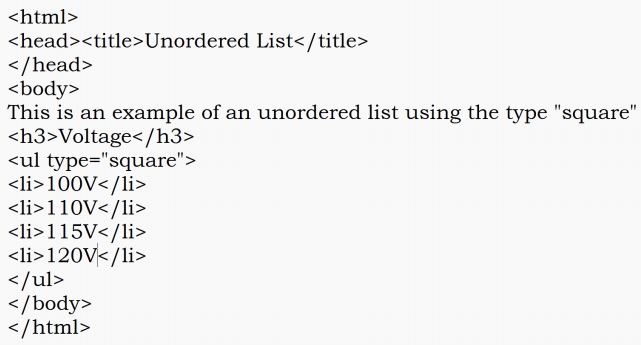 <html>
<head><title>Unordered List</title>
</head>
<body>
This is an example of an unordered list using the type "square"
<h3>Voltage</h3>
<ul type="square">
<li>100V</li>
<li>110V</li>
<li>115V</li>
<li>120V</li>
</ul>
</body>
</html>